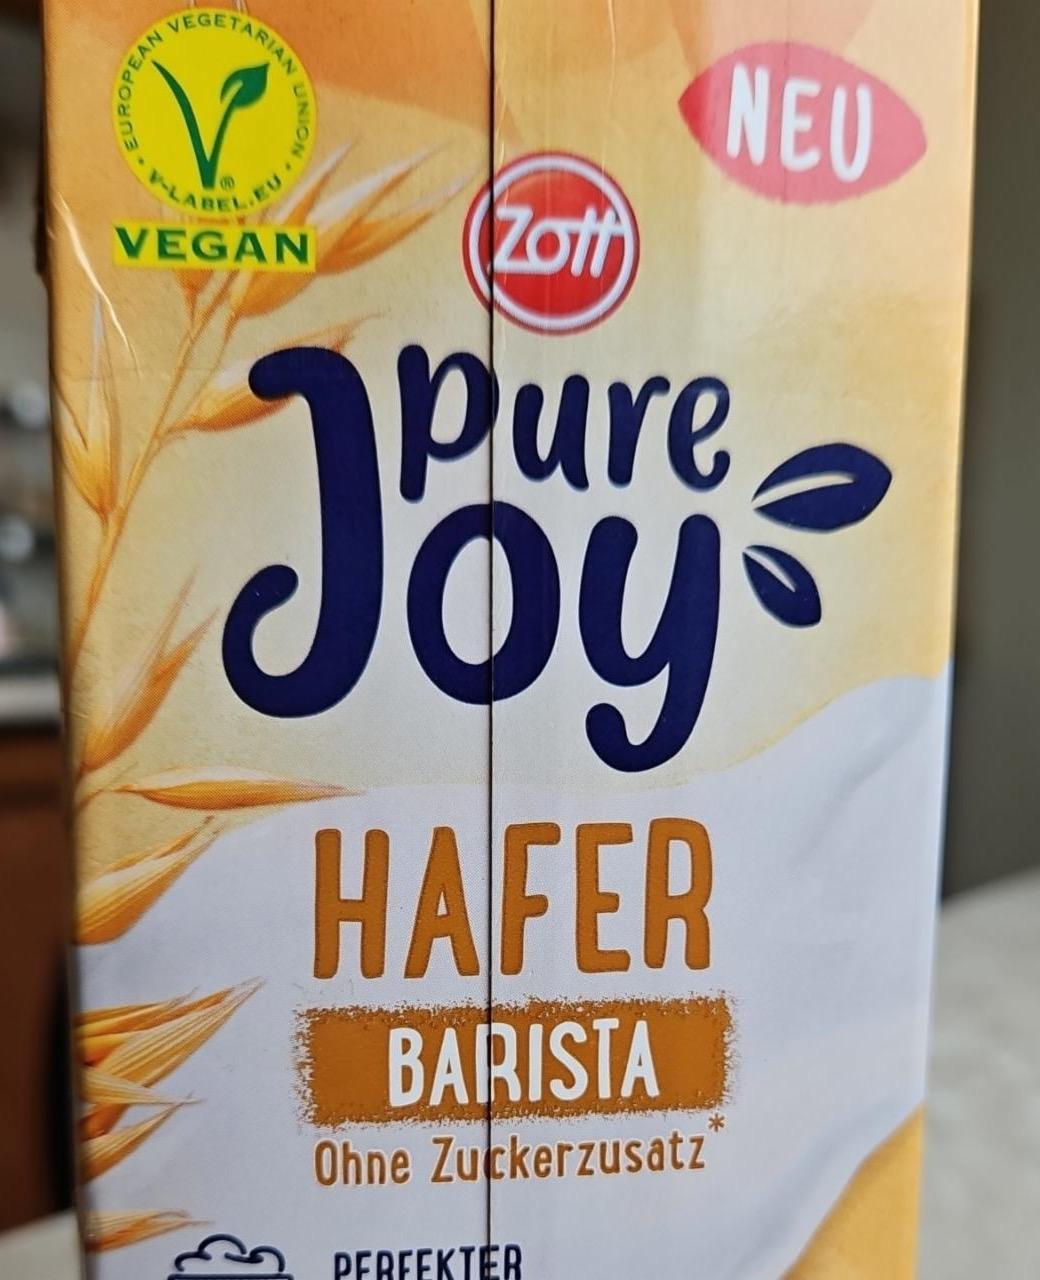 EUROPEAN VEGETARIAN UNION
V-LABEL.EU
®
VEGAN
NEU
Zott
pure
Joy
HAFER
BARISTA
Ohne Zuckerzusatz*
PERFEKTER